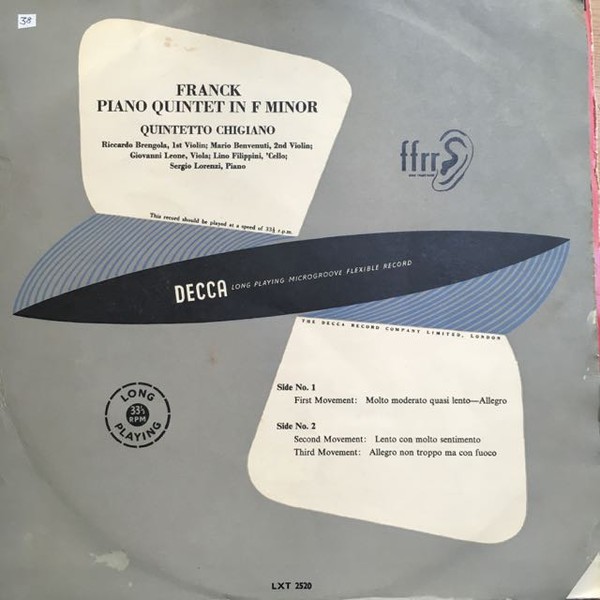 38
FRANCK
PIANO QUINTET IN F MINOR
QUINTETTO CHIGIANO
Riccardo Brengola, 1st Violin; Mario Benvenuti, 2nd Violin;
Giovanni Leone, Viola; Lino Filippini, 'Cello;
Sergio Lorenzi, Piano
ffrr
This record should be played at a speed of 33⅓ r.p.m.
DECCA LONG PLAYING MICROGROOVE FLEXIBLE RECORD
THE DECCA RECORD COMPANY LIMITED, LONDON
Side No. 1
First Movement: Molto moderato quasi lento—Allegro
Side No. 2
Second Movement: Lento con molto sentimento
Third Movement: Allegro non troppo ma con fuoco
LONG
33⅓
RPM
PLAYING
LXT 2520